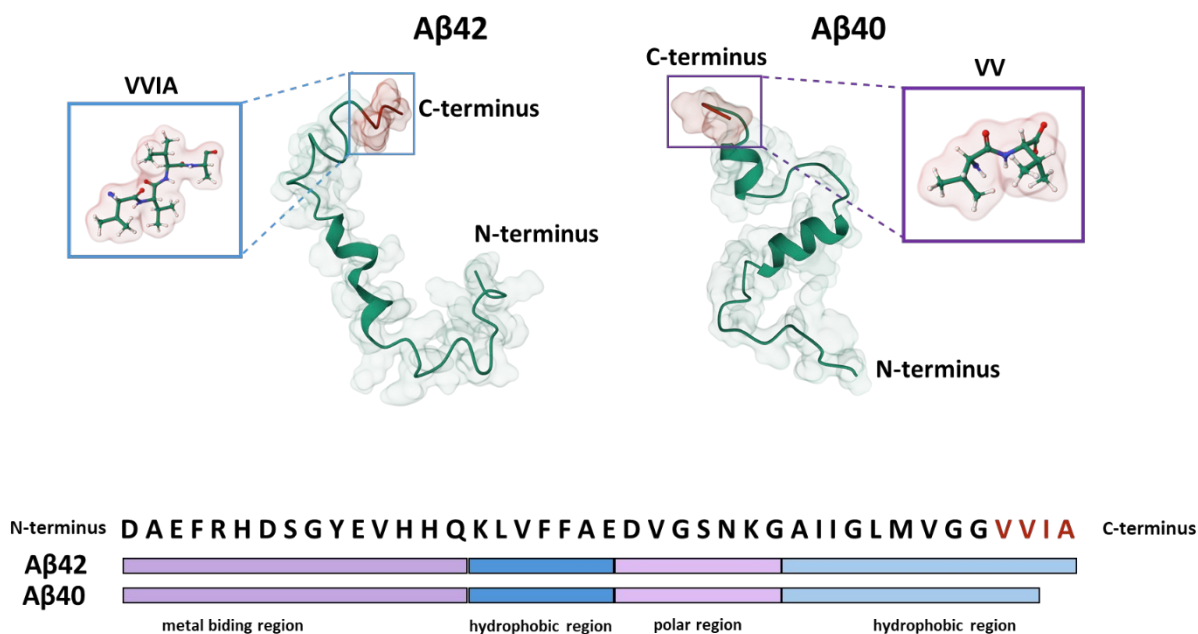 Aβ42
Aβ40
VVIA
C-terminus
C-terminus
VV
N-terminus
N-terminus
N-terminus DAEFRHDSGYEVHHQKLVFFAEDVGSNKGAIIGLMVGGVVIA C-terminus
Aβ42
Aβ40
metal biding region hydrophobic region polar region hydrophobic region